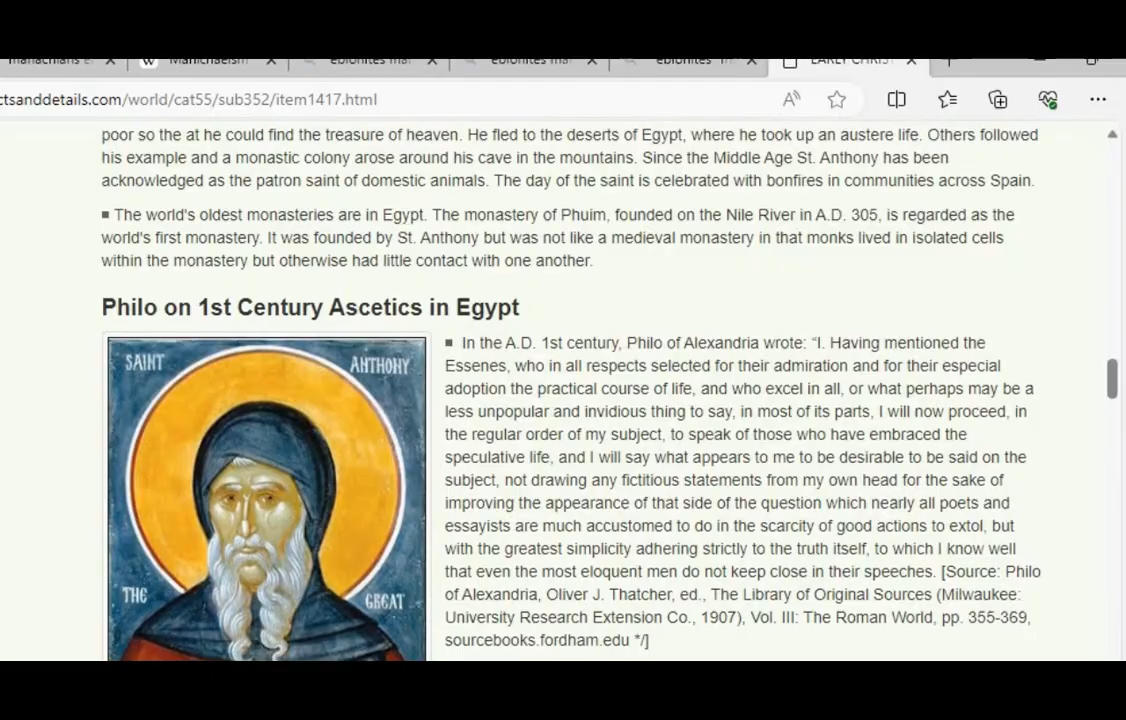 Manichaeism
ebionites ma
ebionites ma
ebionites
EARLY CHRIS
ctsanddetails.com/world/cat55/sub352/item1417.html
poor so the at he could find the treasure of heaven. He fled to the deserts of Egypt, where he took up an austere life. Others followed
his example and a monastic colony arose around his cave in the mountains. Since the Middle Age St. Anthony has been
acknowledged as the patron saint of domestic animals. The day of the saint is celebrated with bonfires in communities across Spain.
■ The world's oldest monasteries are in Egypt. The monastery of Phuim, founded on the Nile River in A.D. 305, is regarded as the
world's first monastery. It was founded by St. Anthony but was not like a medieval monastery in that monks lived in isolated cells
within the monastery but otherwise had little contact with one another.
Philo on 1st Century Ascetics in Egypt
SAINT ANTHONY
THE GREAT
■ In the A.D. 1st century, Philo of Alexandria wrote: “I. Having mentioned the
Essenes, who in all respects selected for their admiration and for their especial
adoption the practical course of life, and who excel in all, or what perhaps may be a
less unpopular and invidious thing to say, in most of its parts, I will now proceed, in
the regular order of my subject, to speak of those who have embraced the
speculative life, and I will say what appears to me to be desirable to be said on the
subject, not drawing any fictitious statements from my own head for the sake of
improving the appearance of that side of the question which nearly all poets and
essayists are much accustomed to do in the scarcity of good actions to extol, but
with the greatest simplicity adhering strictly to the truth itself, to which I know well
that even the most eloquent men do not keep close in their speeches. [Source: Philo
of Alexandria, Oliver J. Thatcher, ed., The Library of Original Sources (Milwaukee:
University Research Extension Co., 1907), Vol. III: The Roman World, pp. 355-369,
sourcebooks.fordham.edu */]